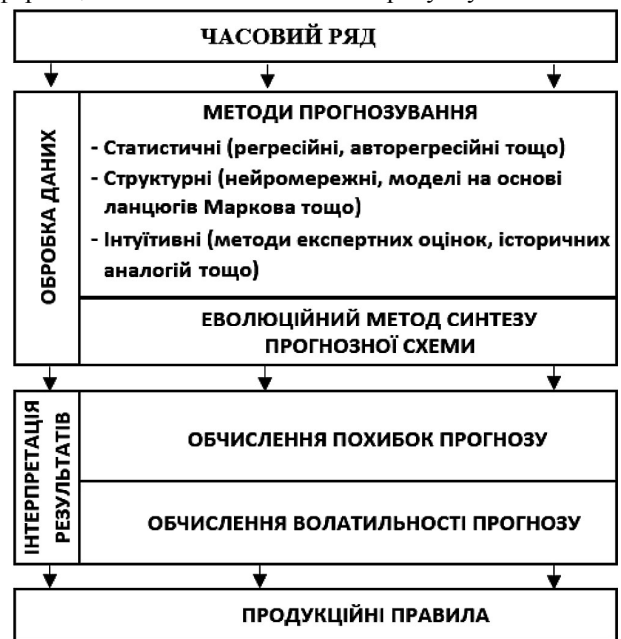 ЧАСОВИЙ РЯД
ОБРОБКА ДАНИХ
МЕТОДИ ПРОГНОЗУВАННЯ
- Статистичні (регресійні, авторегресійні тощо)
- Структурні (нейромережні, моделі на основі
ланцюгів Маркова тощо)
- Інтуїтивні (методи експертних оцінок, історичних
аналогій тощо)
ЕВОЛЮЦІЙНИЙ МЕТОД СИНТЕЗУ
ПРОГНОЗНОЇ СХЕМИ
ІНТЕРПРЕТАЦІЯ
РЕЗУЛЬТАТІВ
ОБЧИСЛЕННЯ ПОХИБОК ПРОГНОЗУ
ОБЧИСЛЕННЯ ВОЛАТИЛЬНОСТІ ПРОГНОЗУ
ПРОДУКЦІЙНІ ПРАВИЛА